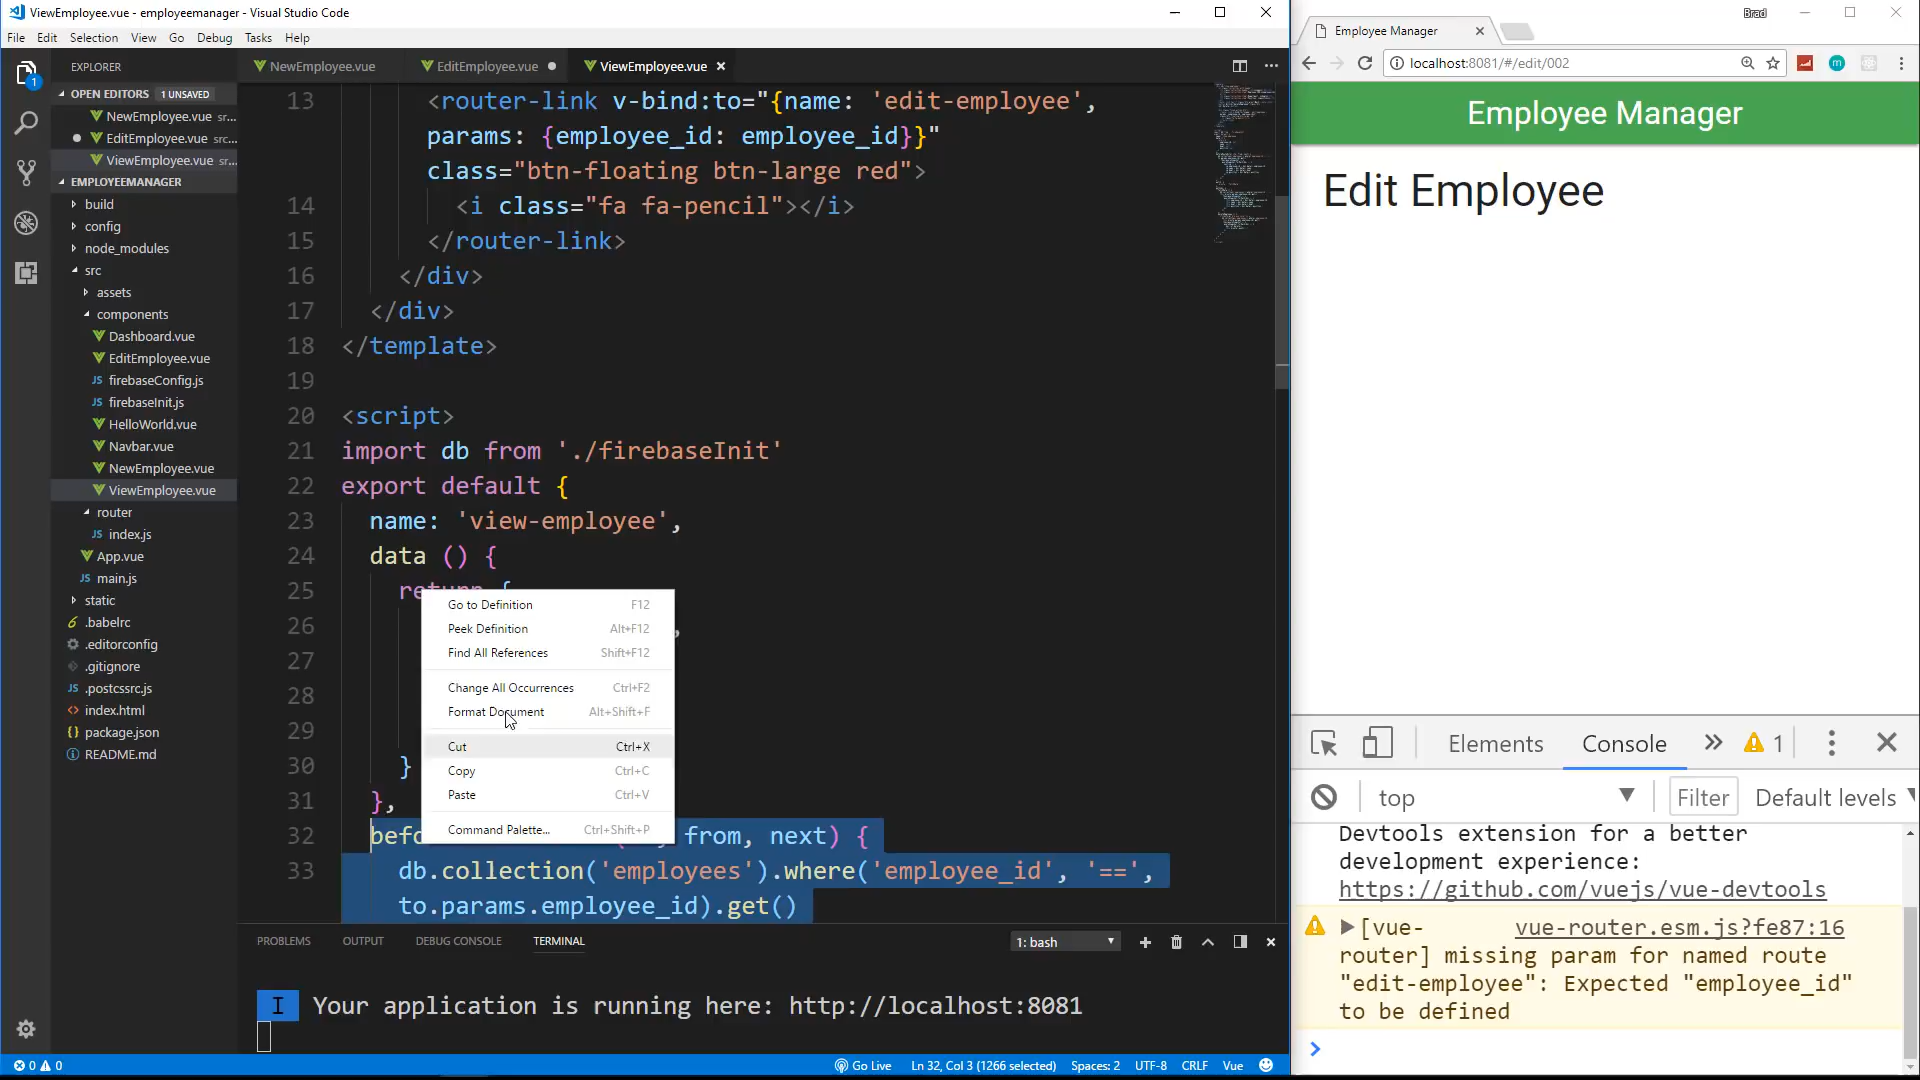 ViewEmployee.vue - employeemanager - Visual Studio Code
File Edit Selection View Go Debug Tasks Help
EXPLORER
OPEN EDITORS 1 UNSAVED
NewEmployee.vue src...
EditEmployee.vue src...
ViewEmployee.vue src...
EMPLOYEEMANAGER
build
config
node_modules
src
assets
components
Dashboard.vue
EditEmployee.vue
JS firebaseConfig.js
JS firebaseInit.js
HelloWorld.vue
Navbar.vue
NewEmployee.vue
ViewEmployee.vue
router
JS index.js
App.vue
JS main.js
static
.babelrc
.editorconfig
.gitignore
JS .postcssrc.js
<> index.html
package.json
README.md
1
NewEmployee.vue EditEmployee.vue ViewEmployee.vue
13 <router-link v-bind:to="{name: 'edit-employee',
params: {employee_id: employee_id}}"
class="btn-floating btn-large red">
14 <i class="fa fa-pencil"></i>
15 </router-link>
16 </div>
17 </div>
18 </template>
19
20 <script>
21 import db from './firebaseInit'
22 export default {
23 name: 'view-employee',
24 data () {
25 return {
26 ,
27
28
29
30 }
31 },
32 befo from, next) {
33 db.collection('employees').where('employee_id', '==',
to.params.employee_id).get()
Go to Definition F12
Peek Definition Alt+F12
Find All References Shift+F12
Change All Occurrences Ctrl+F2
Format Document Alt+Shift+F
Cut Ctrl+X
Copy Ctrl+C
Paste Ctrl+V
Command Palette... Ctrl+Shift+P
PROBLEMS OUTPUT DEBUG CONSOLE TERMINAL 1: bash
I Your application is running here: http://localhost:8081
0 0 Go Live Ln 32, Col 3 (1266 selected) Spaces: 2 UTF-8 CRLF Vue
Brad
Employee Manager
localhost:8081/#/edit/002
Employee Manager
Edit Employee
Elements Console 1
top Filter Default levels
Devtools extension for a better
development experience:
https://github.com/vuejs/vue-devtools
[vue- vue-router.esm.js?fe87:16
router] missing param for named route
"edit-employee": Expected "employee_id"
to be defined